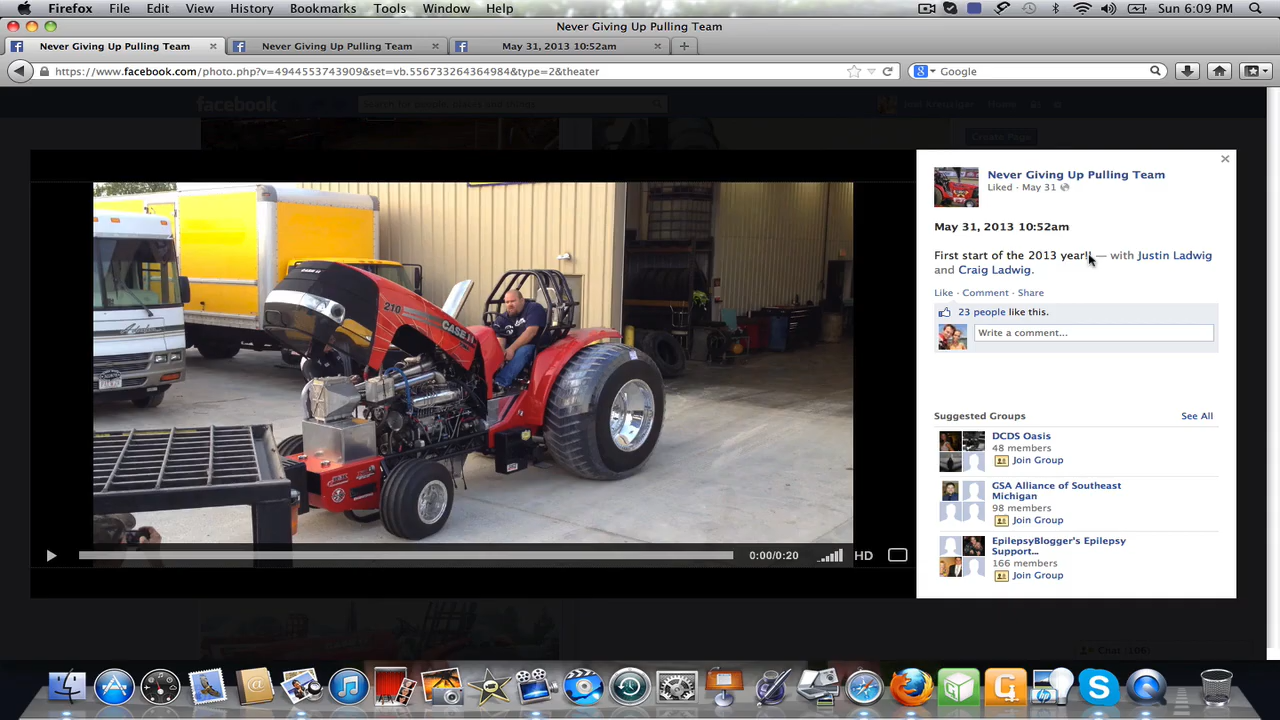 Firefox File Edit View History Bookmarks Tools Window Help Sun 6:09 PM
Never Giving Up Pulling Team
Never Giving Up Pulling Team Never Giving Up Pulling Team May 31, 2013 10:52am
https://www.facebook.com/photo.php?v=4944553743909&set=vb.556733264364984&type=2&theater Google
facebook
Create Page
Never Giving Up Pulling Team
Liked · May 31
May 31, 2013 10:52am
First start of the 2013 year!! — with Justin Ladwig
and Craig Ladwig.
Like · Comment · Share
23 people like this.
Write a comment...
Suggested Groups See All
DCDS Oasis
48 members
Join Group
GSA Alliance of Southeast
Michigan
98 members
Join Group
EpilepsyBlogger's Epilepsy
Support...
166 members
Join Group
210
CASE
0:00/0:20 HD
Chat (106)